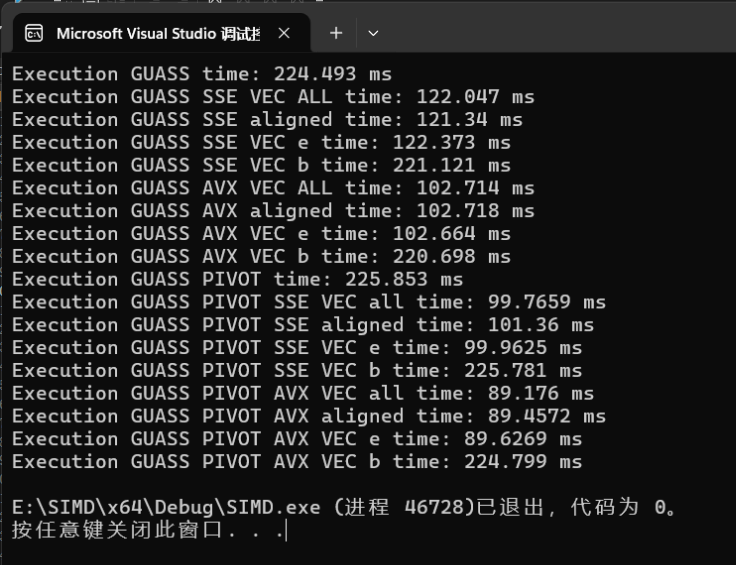 Microsoft Visual Studio 调试控
Execution GUASS time: 224.493 ms
Execution GUASS SSE VEC ALL time: 122.047 ms
Execution GUASS SSE aligned time: 121.34 ms
Execution GUASS SSE VEC e time: 122.373 ms
Execution GUASS SSE VEC b time: 221.121 ms
Execution GUASS AVX VEC ALL time: 102.714 ms
Execution GUASS AVX aligned time: 102.718 ms
Execution GUASS AVX VEC e time: 102.664 ms
Execution GUASS AVX VEC b time: 220.698 ms
Execution GUASS PIVOT time: 225.853 ms
Execution GUASS PIVOT SSE VEC all time: 99.7659 ms
Execution GUASS PIVOT SSE aligned time: 101.36 ms
Execution GUASS PIVOT SSE VEC e time: 99.9625 ms
Execution GUASS PIVOT SSE VEC b time: 225.781 ms
Execution GUASS PIVOT AVX VEC all time: 89.176 ms
Execution GUASS PIVOT AVX aligned time: 89.4572 ms
Execution GUASS PIVOT AVX VEC e time: 89.6269 ms
Execution GUASS PIVOT AVX VEC b time: 224.799 ms
E:\SIMD\x64\Debug\SIMD.exe (进程 46728)已退出，代码为 0。
按任意键关闭此窗口. . .